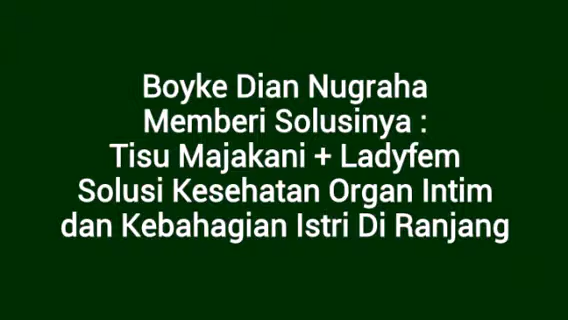 Boyke Dian Nugraha
Memberi Solusinya :
Tisu Majakani + Ladyfem
Solusi Kesehatan Organ Intim
dan Kebahagian Istri Di Ranjang